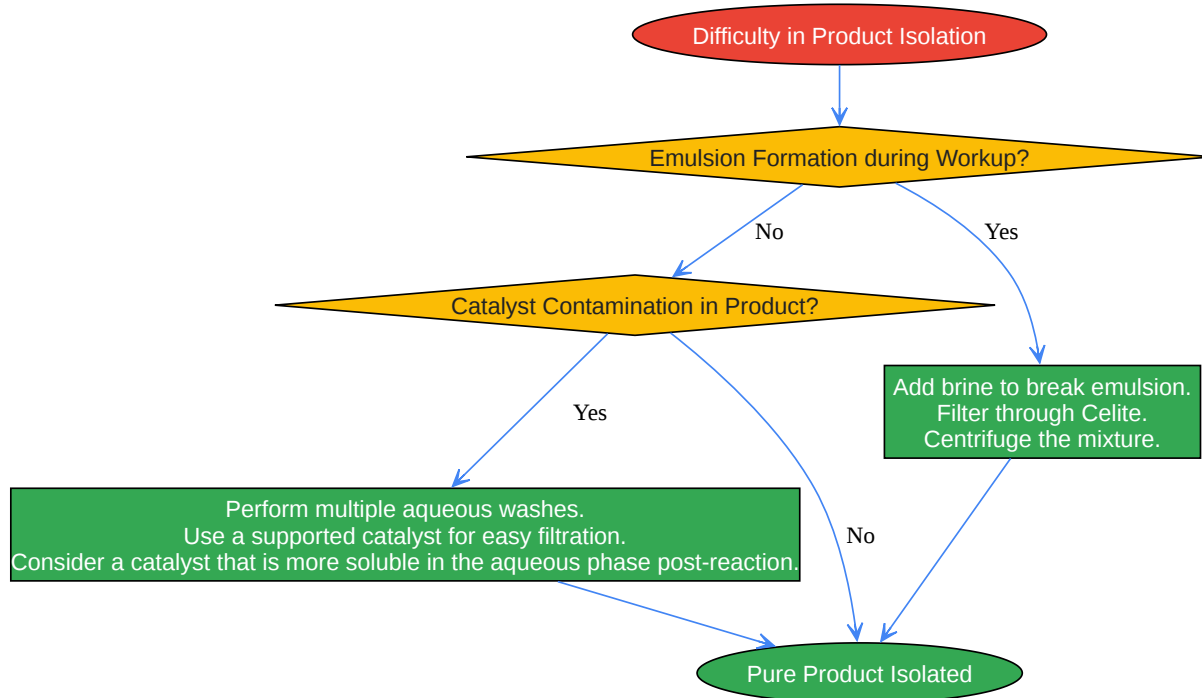 Difficulty in Product Isolation
Emulsion Formation during Workup?
No
Yes
Catalyst Contamination in Product?
Add brine to break emulsion.
Filter through Celite.
Centrifuge the mixture.
Yes
Perform multiple aqueous washes.
Use a supported catalyst for easy filtration.
Consider a catalyst that is more soluble in the aqueous phase post-reaction.
No
Pure Product Isolated